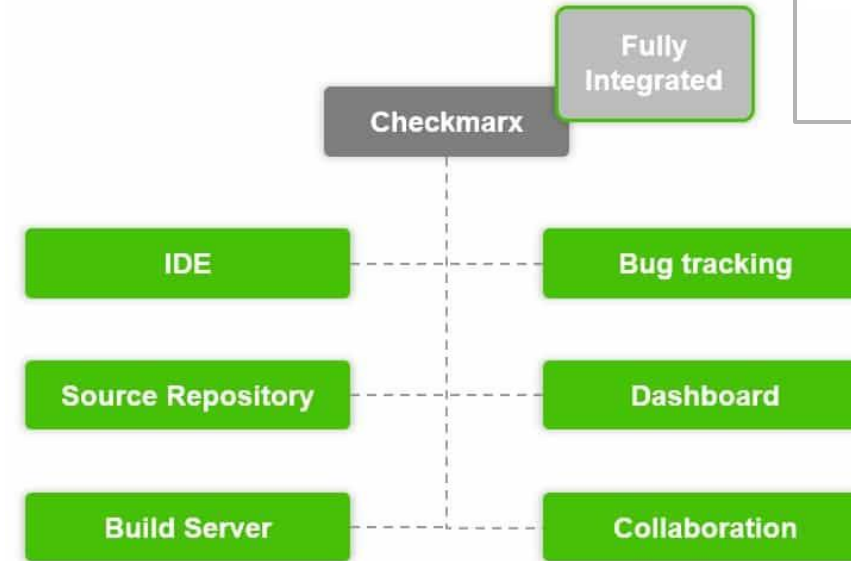 Fully
Integrated
Checkmarx
IDE
Bug tracking
Source Repository
Dashboard
Build Server
Collaboration